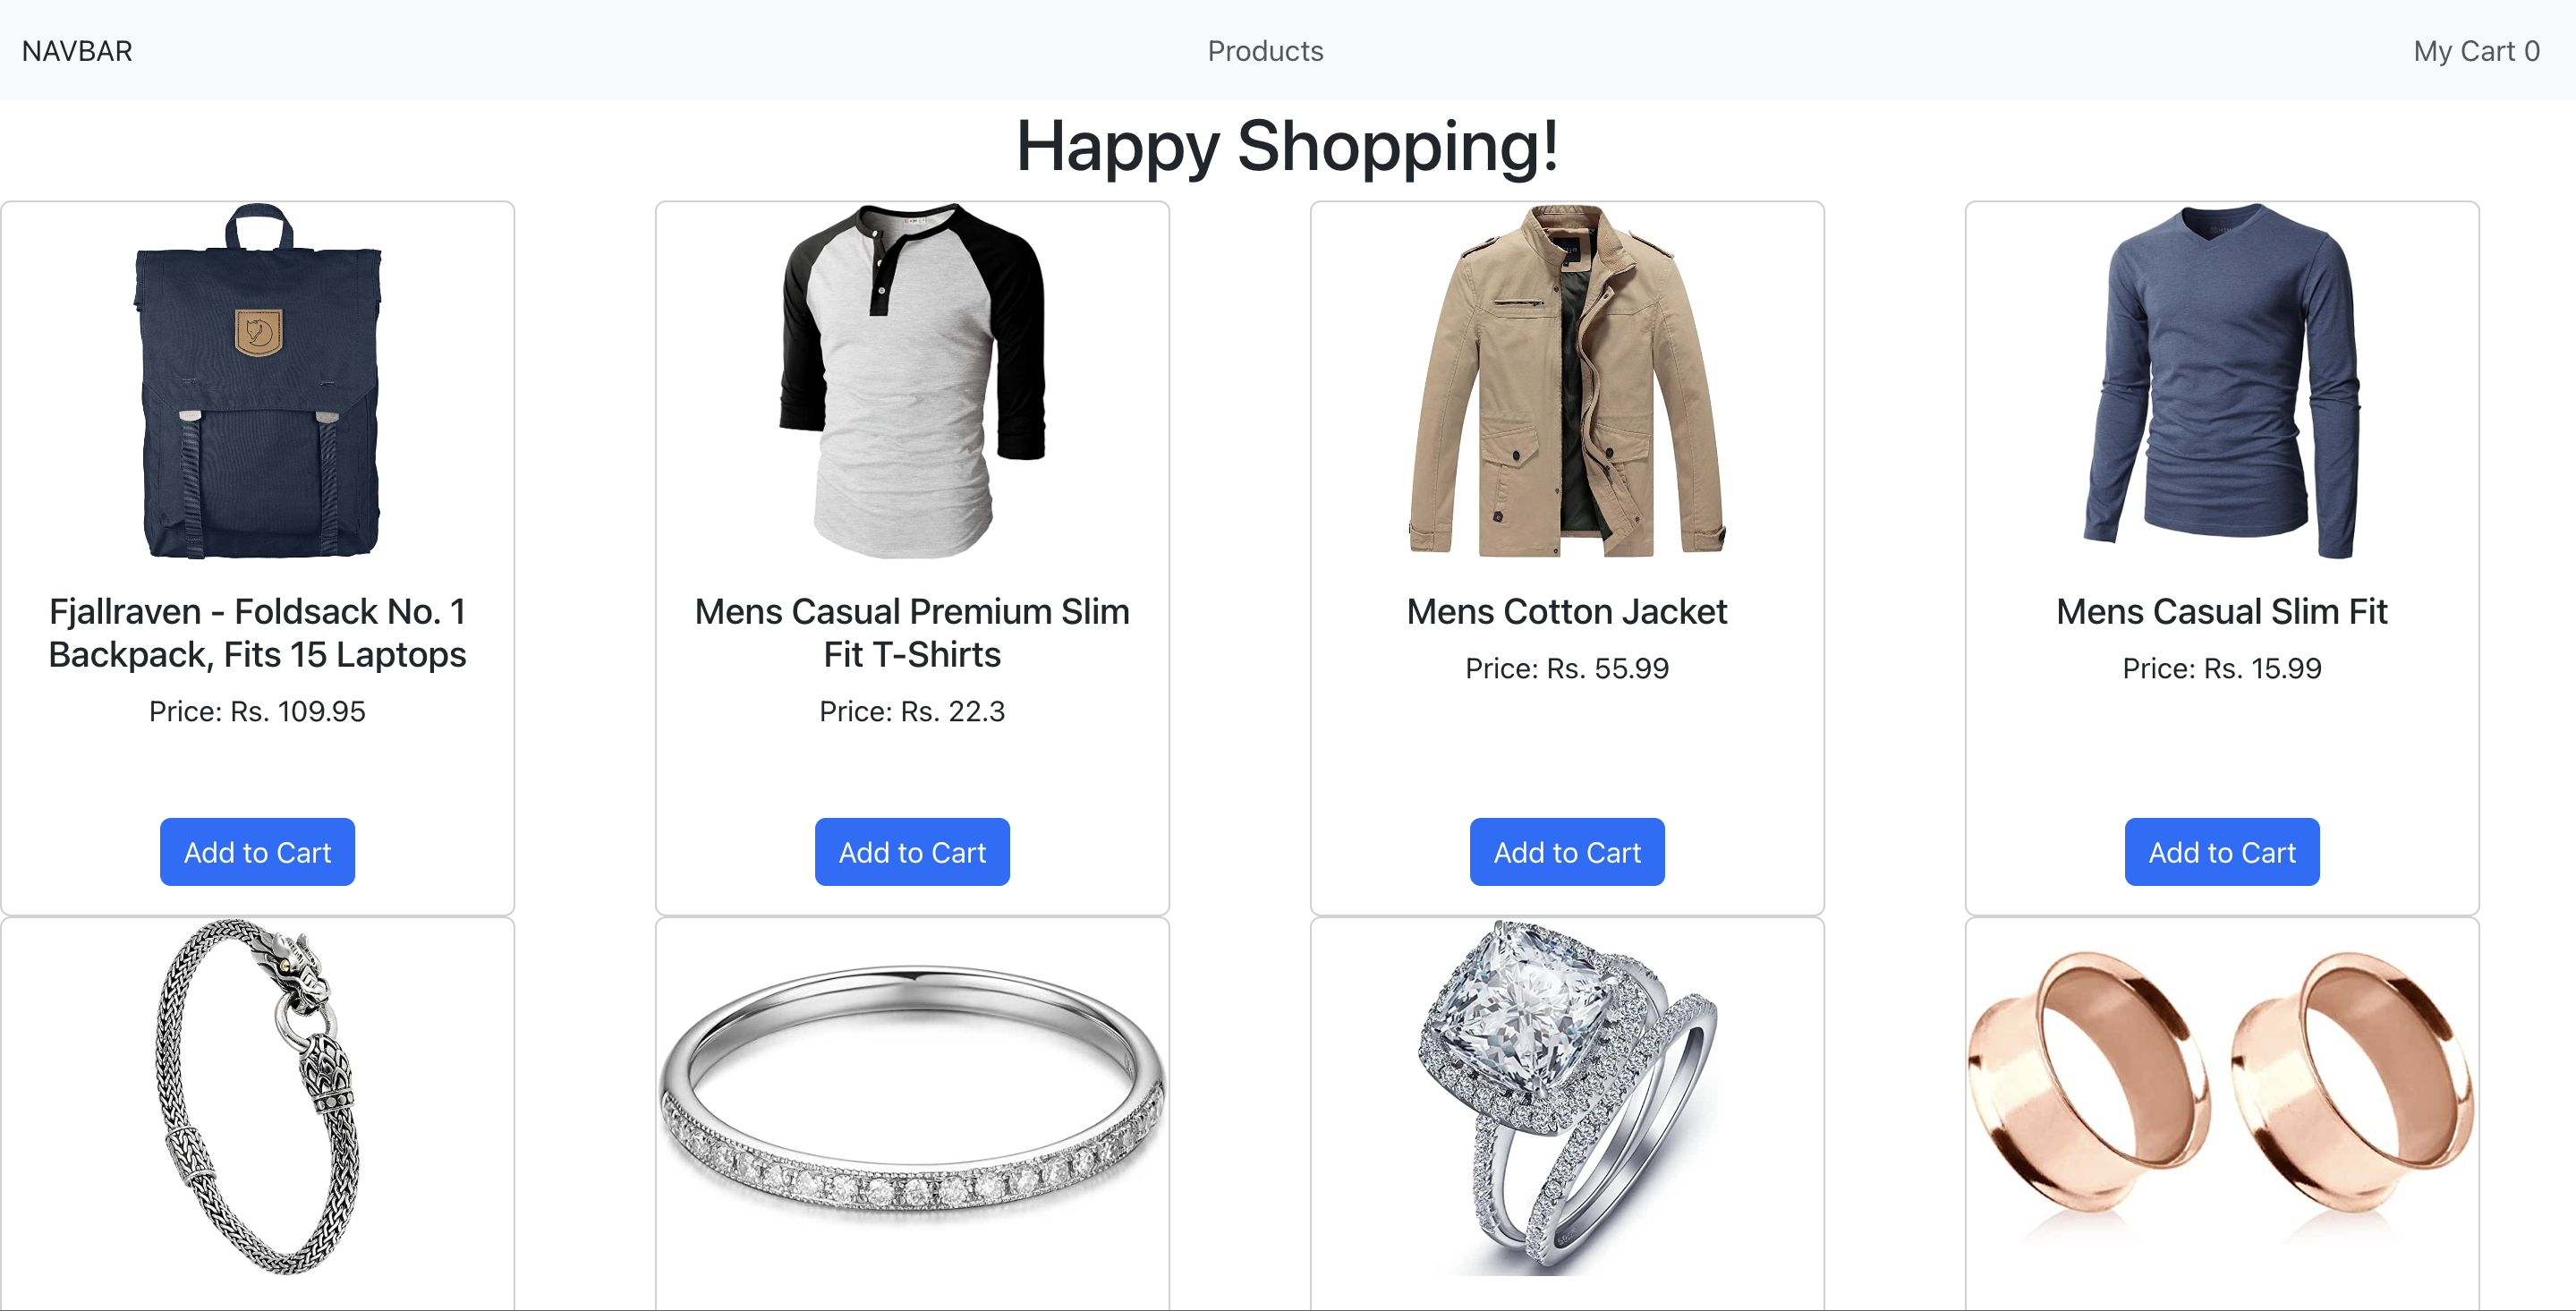 NAVBAR
Products
My Cart 0
Happy Shopping!
Fjallraven - Foldsack No. 1
Backpack, Fits 15 Laptops
Price: Rs. 109.95
Add to Cart
Mens Casual Premium Slim
Fit T-Shirts
Price: Rs. 22.3
Add to Cart
Mens Cotton Jacket
Price: Rs. 55.99
Add to Cart
Mens Casual Slim Fit
Price: Rs. 15.99
Add to Cart